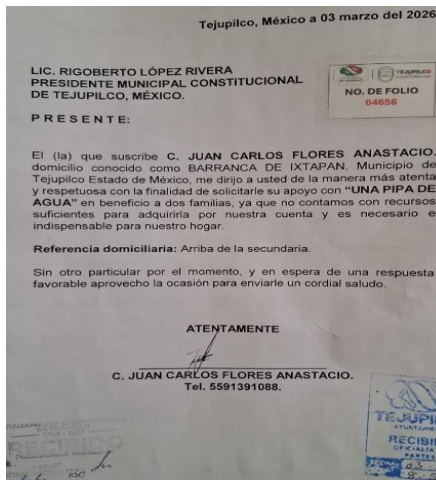 Tejupilco, México a 03 marzo del 2026
LIC. RIGOBERTO LÓPEZ RIVERA
PRESIDENTE MUNICIPAL CONSTITUCIONAL
DE TEJUPILCO, MÉXICO.
TEJUPILCO
NO. DE FOLIO
04656
P R E S E N T E:
El (la) que suscribe C. JUAN CARLOS FLORES ANASTACIO.
domicilio conocido como BARRANCA DE IXTAPAN, Municipio de
Tejupilco Estado de México, me dirijo a usted de la manera más atenta
y respetuosa con la finalidad de solicitarle su apoyo con “UNA PIPA DE
AGUA” en beneficio a dos familias, ya que no contamos con recursos
suficientes para adquirirla por nuestra cuenta y es necesario e
indispensable para nuestro hogar.
Referencia domiciliaria: Arriba de la secundaria.
Sin otro particular por el momento, y en espera de una respuesta
favorable aprovecho la ocasión para enviarle un cordial saludo.
ATENTAMENTE
C. JUAN CARLOS FLORES ANASTACIO.
Tel. 5591391088.
RECIBIDO
TEJUPI
AYUNTAM
RECIBI
OFICIALÍA
PARTES